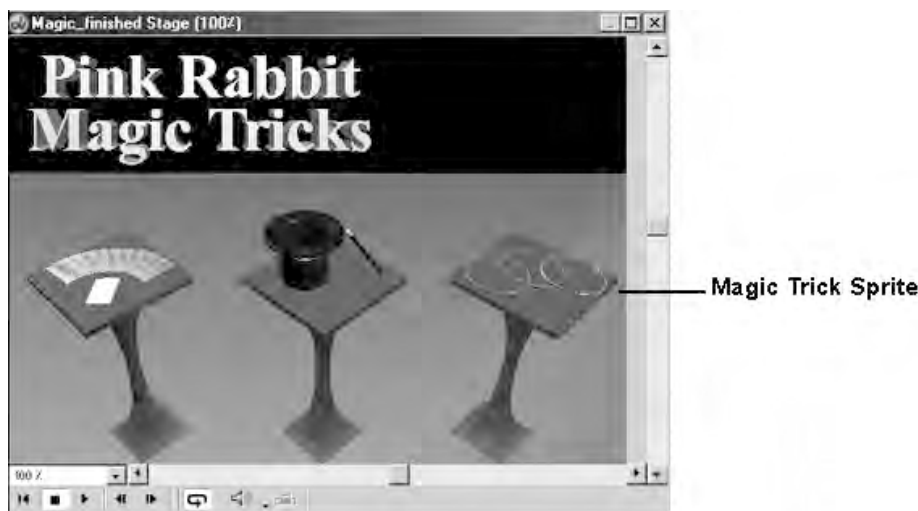 Magic_finished Stage (100%)
Pink Rabbit
Magic Tricks
Magic Trick Sprite
100%